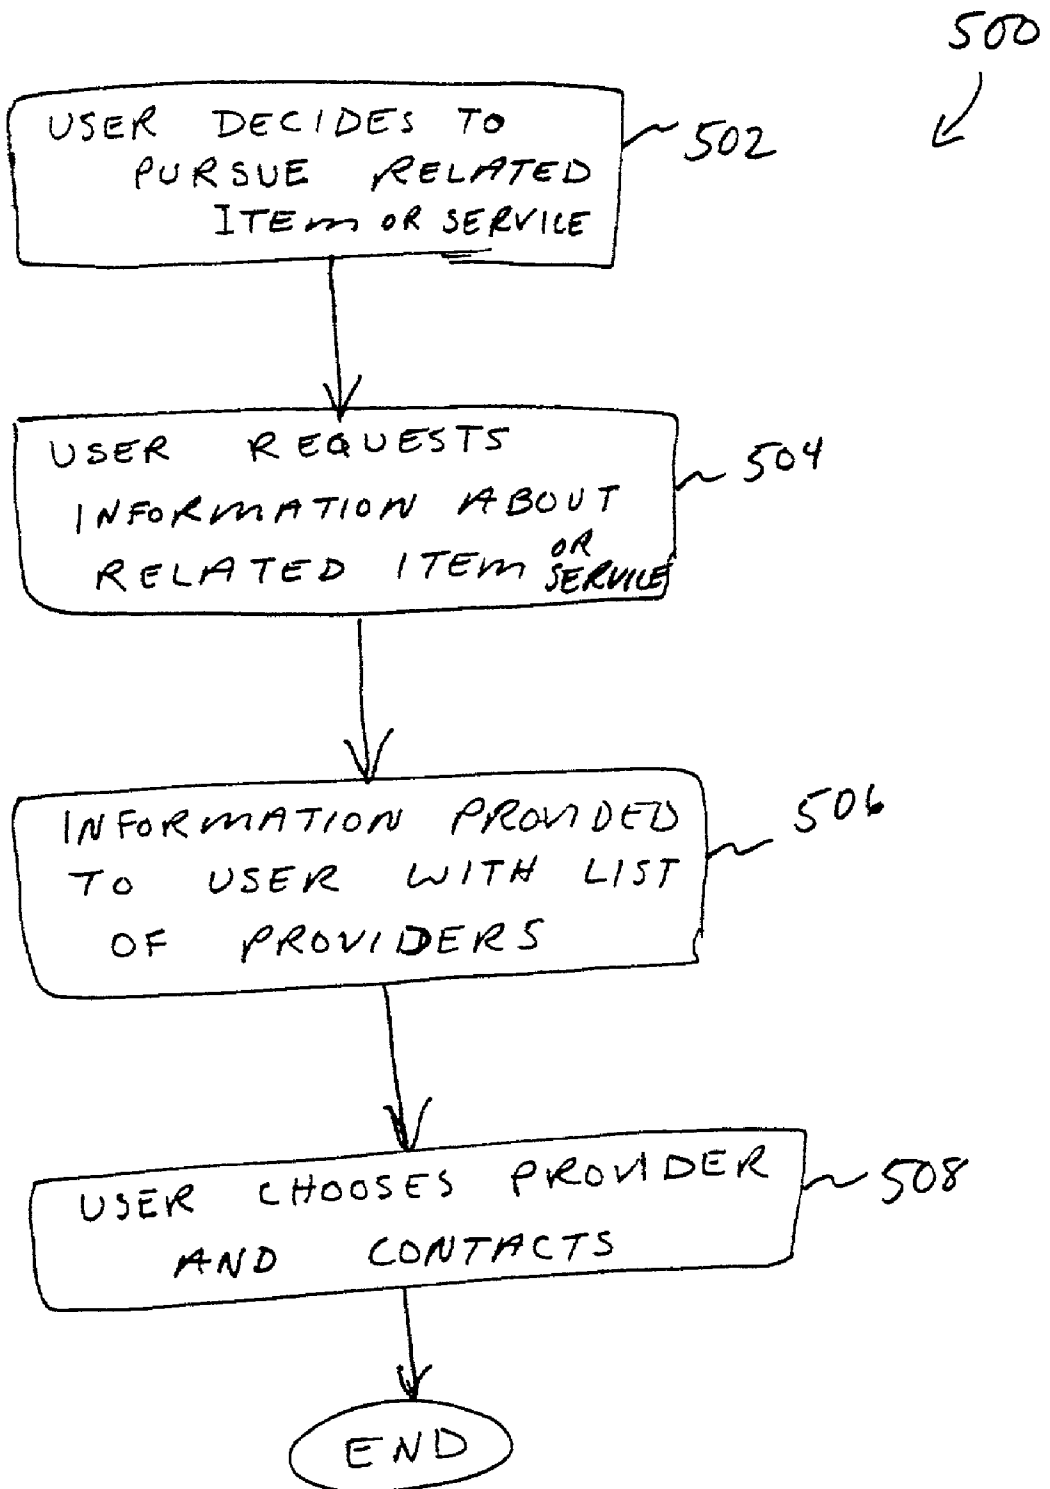 500
USER DECIDES TO
PURSUE RELATED
ITEM OR SERVICE
502
USER REQUESTS
INFORMATION ABOUT
RELATED ITEM OR
SERVICE
504
INFORMATION PROVIDED
TO USER WITH LIST
OF PROVIDERS
506
USER CHOOSES PROVIDER
AND CONTACTS
508
END